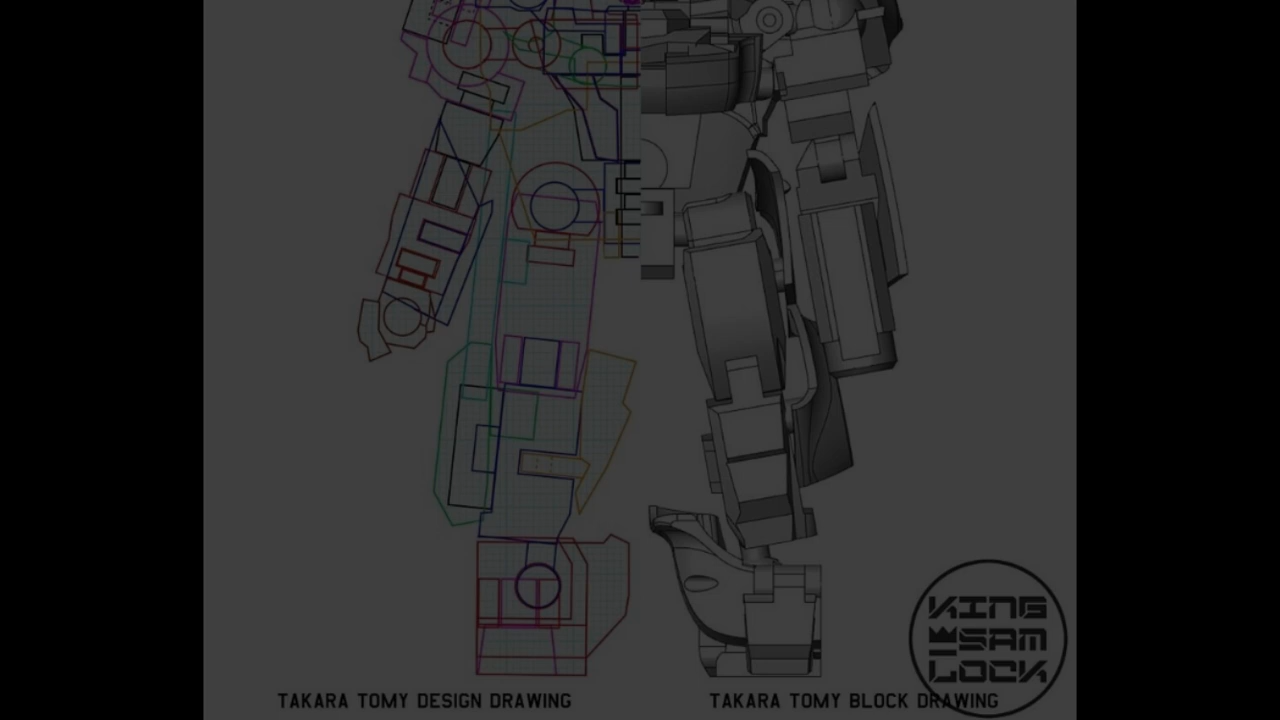 KING
SAM
LOCK
TAKARA TOMY DESIGN DRAWING
TAKARA TOMY BLOCK DRAWING